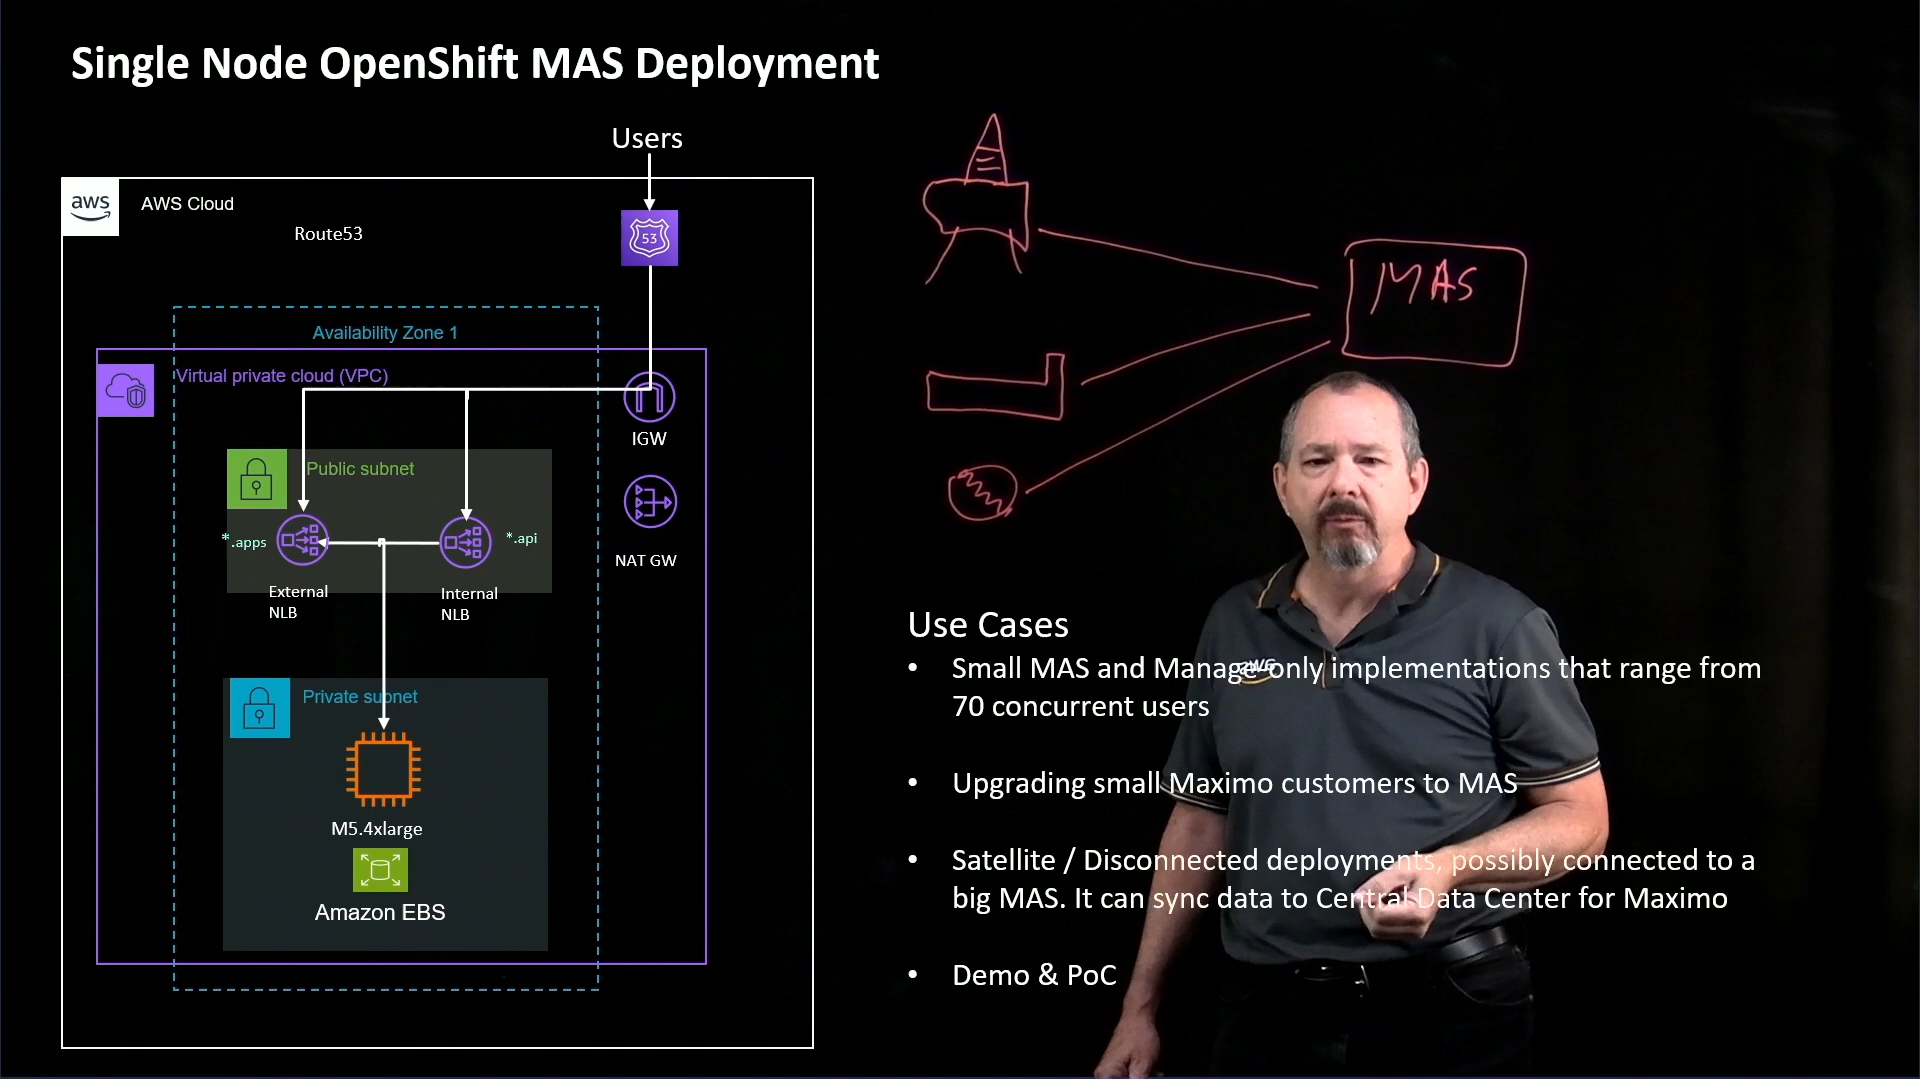 Single Node OpenShift MAS Deployment
Users
aws
AWS Cloud
Route53
53
Availability Zone 1
Virtual private cloud (VPC)
IGW
Public subnet
*.apps
*.api
NAT GW
External
NLB
Internal
NLB
Private subnet
M5.4xlarge
Amazon EBS
MAS
aws
Use Cases
• Small MAS and Manage only implementations that range from
70 concurrent users
• Upgrading small Maximo customers to MAS
• Satellite / Disconnected deployments, possibly connected to a
big MAS. It can sync data to Central Data Center for Maximo
• Demo & PoC